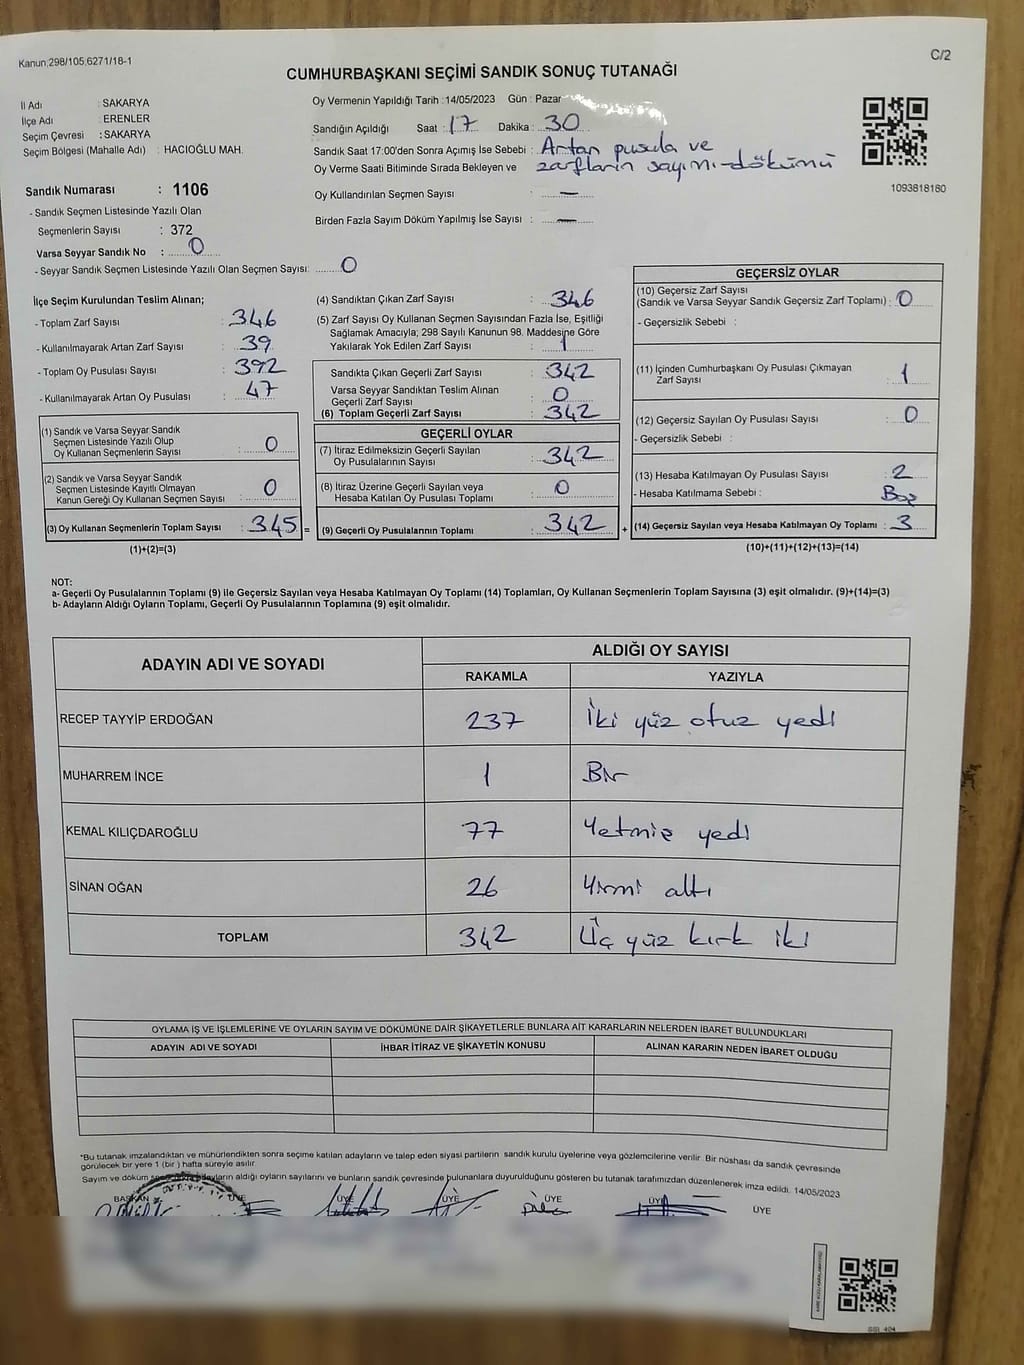 Kanun;298/105,6271/18-1
C/2
CUMHURBAŞKANI SEÇİMİ SANDIK SONUÇ TUTANAĞI
İl Adı : SAKARYA
İlçe Adı : ERENLER
Seçim Çevresi : SAKARYA
Seçim Bölgesi (Mahalle Adı) : HACIOĞLU MAH.
Sandık Numarası : 1106
- Sandık Seçmen Listesinde Yazılı Olan
Seçmenlerin Sayısı : 372
Varsa Seyyar Sandık No : 0
- Seyyar Sandık Seçmen Listesinde Yazılı Olan Seçmen Sayısı: 0
Oy Vermenin Yapıldığı Tarih : 14/05/2023 Gün : Pazar
Sandığın Açıldığı Saat : 17 Dakika : 30
Sandık Saat 17:00'den Sonra Açımış İse Sebebi : Artan pusula ve
Oy Verme Saati Bitiminde Sırada Bekleyen ve zarfların sayım-dökümü
Oy Kullandırılan Seçmen Sayısı : —
Birden Fazla Sayım Döküm Yapılmış İse Sayısı : —
1093818180
İlçe Seçim Kurulundan Teslim Alınan;
- Toplam Zarf Sayısı : 346
- Kullanılmayarak Artan Zarf Sayısı : 39
- Toplam Oy Pusulası Sayısı : 392
- Kullanılmayarak Artan Oy Pusulası : 47
(1) Sandık ve Varsa Seyyar Sandık
Seçmen Listesinde Yazılı Olup
Oy Kullanan Seçmenlerin Sayısı : 0
(2) Sandık ve Varsa Seyyar Sandık
Seçmen Listesinde Kayıtlı Olmayan
Kanun Gereği Oy Kullanan Seçmen Sayısı : 0
(3) Oy Kullanan Seçmenlerin Toplam Sayısı : 345 =
(1)+(2)=(3)
(4) Sandıktan Çıkan Zarf Sayısı : 346
(5) Zarf Sayısı Oy Kullanan Seçmen Sayısından Fazla İse, Eşitliği
Sağlamak Amacıyla; 298 Sayılı Kanunun 98. Maddesine Göre
Yakılarak Yok Edilen Zarf Sayısı : 1
Sandıkta Çıkan Geçerli Zarf Sayısı : 342
Varsa Seyyar Sandıktan Teslim Alınan
Geçerli Zarf Sayısı : 0
(6) Toplam Geçerli Zarf Sayısı : 342
GEÇERLİ OYLAR
(7) İtiraz Edilmeksizin Geçerli Sayılan
Oy Pusulalarının Sayısı : 342
(8) İtiraz Üzerine Geçerli Sayılan veya
Hesaba Katılan Oy Pusulası Toplamı : 0
(9) Geçerli Oy Pusulalarının Toplamı : 342 +
GEÇERSİZ OYLAR
(10) Geçersiz Zarf Sayısı
(Sandık ve Varsa Seyyar Sandık Geçersiz Zarf Toplamı) : 0
- Geçersizlik Sebebi :
(11) İçinden Cumhurbaşkanı Oy Pusulası Çıkmayan
Zarf Sayısı : 1
(12) Geçersiz Sayılan Oy Pusulası Sayısı : 0
- Geçersizlik Sebebi :
(13) Hesaba Katılmayan Oy Pusulası Sayısı : 2
- Hesaba Katılmama Sebebi : Boş
(14) Geçersiz Sayılan veya Hesaba Katılmayan Oy Toplamı : 3
(10)+(11)+(12)+(13)=(14)
NOT:
a- Geçerli Oy Pusulalarının Toplamı (9) ile Geçersiz Sayılan veya Hesaba Katılmayan Oy Toplamı (14) Toplamları, Oy Kullanan Seçmenlerin Toplam Sayısına (3) eşit olmalıdır. (9)+(14)=(3)
b- Adayların Aldığı Oyların Toplamı, Geçerli Oy Pusulalarının Toplamına (9) eşit olmalıdır.
ADAYIN ADI VE SOYADI
ALDIĞI OY SAYISI
RAKAMLA YAZIYLA
RECEP TAYYİP ERDOĞAN 237 İki yüz otuz yedi
MUHARREM İNCE 1 Bir
KEMAL KILIÇDAROĞLU 77 Yetmiş yedi
SİNAN OĞAN 26 Yirmi altı
TOPLAM 342 Üç yüz kırk iki
OYLAMA İŞ VE İŞLEMLERİNE VE OYLARIN SAYIM VE DÖKÜMÜNE DAİR ŞİKAYETLERLE BUNLARA AİT KARARLARIN NELERDEN İBARET BULUNDUKLARI
ADAYIN ADI VE SOYADI İHBAR İTİRAZ VE ŞİKAYETİN KONUSU ALINAN KARARIN NEDEN İBARET OLDUĞU
*Bu tutanak imzalandıktan ve mühürlendikten sonra seçime katılan adayların ve talep eden siyasi partilerin sandık kurulu üyelerine veya gözlemcilerine verilir. Bir nüshası da sandık çevresinde
görülecek bir yere 1 (bir ) hafta süreyle asılır.
Sayım ve döküm adayların aldığı oyların sayılarını ve bunların sandık çevresinde bulunanlara duyurulduğunu gösteren bu tutanak tarafımızdan düzenlenerek imza edildi. 14/05/2023
BAŞKAN ÜYE ÜYE ÜYE ÜYE ÜYE ÜYE